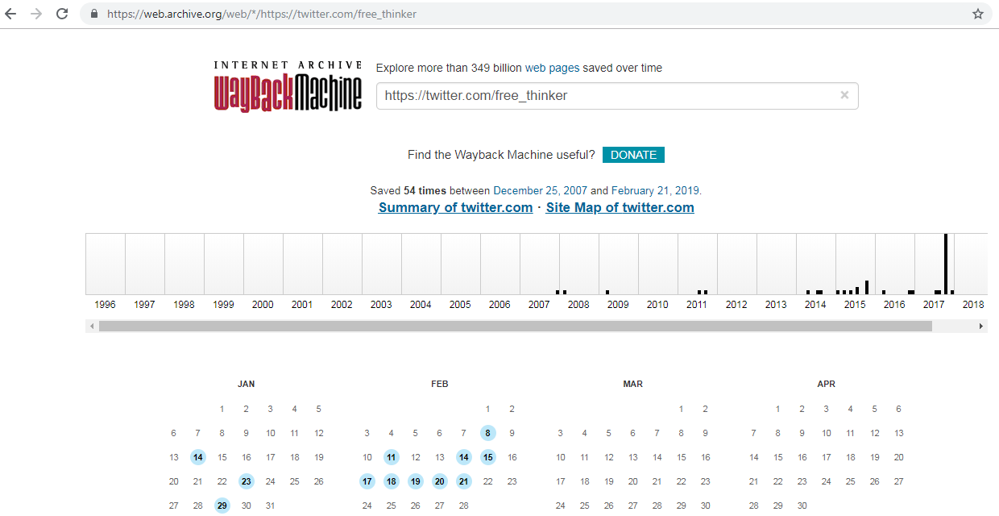 https://web.archive.org/web/*/https://twitter.com/free_thinker
INTERNET ARCHIVE
WayBackMachine
Explore more than 349 billion web pages saved over time
https://twitter.com/free_thinker ×
Find the Wayback Machine useful? DONATE
Saved 54 times between December 25, 2007 and February 21, 2019.
Summary of twitter.com · Site Map of twitter.com
1996 1997 1998 1999 2000 2001 2002 2003 2004 2005 2006 2007 2008 2009 2010 2011 2012 2013 2014 2015 2016 2017 2018
JAN FEB MAR APR
1 2 3 4 5 1 2 1 2 1 2 3 4 5 6
6 7 8 9 10 11 12 3 4 5 6 7 8 9 3 4 5 6 7 8 9 7 8 9 10 11 12 13
13 14 15 16 17 18 19 10 11 12 13 14 15 16 10 11 12 13 14 15 16 14 15 16 17 18 19 20
20 21 22 23 24 25 26 17 18 19 20 21 22 23 17 18 19 20 21 22 23 21 22 23 24 25 26 27
27 28 29 30 31 24 25 26 27 28 24 25 26 27 28 29 30 28 29 30